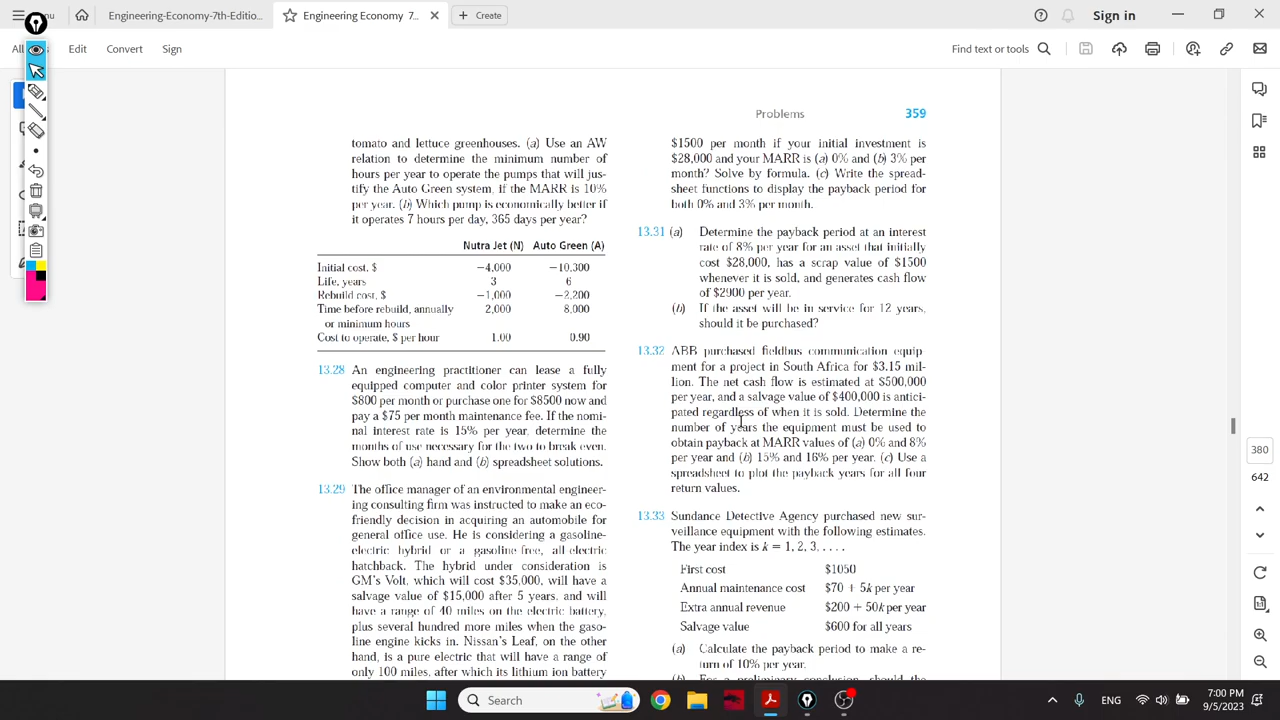 Engineering-Economy-7th-Editio...
Engineering Economy 7...
Create
Sign in
Edit
Convert
Sign
Find text or tools
Problems
359
tomato and lettuce greenhouses. (a) Use an AW
relation to determine the minimum number of
hours per year to operate the pumps that will jus-
tify the Auto Green system, if the MARR is 10%
per year. (b) Which pump is economically better if
it operates 7 hours per day, 365 days per year?
Nutra Jet (N) Auto Green (A)
Initial cost, $ −4,000 −10,300
Life, years 3 6
Rebuild cost, $ −1,000 −2,200
Time before rebuild, annually 2,000 8,000
or minimum hours
Cost to operate, $ per hour 1.00 0.90
13.28 An engineering practitioner can lease a fully
equipped computer and color printer system for
$800 per month or purchase one for $8500 now and
pay a $75 per month maintenance fee. If the nomi-
nal interest rate is 15% per year, determine the
months of use necessary for the two to break even.
Show both (a) hand and (b) spreadsheet solutions.
13.29 The office manager of an environmental engineer-
ing consulting firm was instructed to make an eco-
friendly decision in acquiring an automobile for
general office use. He is considering a gasoline-
electric hybrid or a gasoline-free, all-electric
hatchback. The hybrid under consideration is
GM's Volt, which will cost $35,000, will have a
salvage value of $15,000 after 5 years, and will
have a range of 40 miles on the electric battery,
plus several hundred more miles when the gaso-
line engine kicks in. Nissan's Leaf, on the other
hand, is a pure electric that will have a range of
only 100 miles, after which its lithium ion battery
$1500 per month if your initial investment is
$28,000 and your MARR is (a) 0% and (b) 3% per
month? Solve by formula. (c) Write the spread-
sheet functions to display the payback period for
both 0% and 3% per month.
13.31 (a) Determine the payback period at an interest
rate of 8% per year for an asset that initially
cost $28,000, has a scrap value of $1500
whenever it is sold, and generates cash flow
of $2900 per year.
(b) If the asset will be in service for 12 years,
should it be purchased?
13.32 ABB purchased fieldbus communication equip-
ment for a project in South Africa for $3.15 mil-
lion. The net cash flow is estimated at $500,000
per year, and a salvage value of $400,000 is antici-
pated regardless of when it is sold. Determine the
number of years the equipment must be used to
obtain payback at MARR values of (a) 0% and 8%
per year and (b) 15% and 16% per year. (c) Use a
spreadsheet to plot the payback years for all four
return values.
13.33 Sundance Detective Agency purchased new sur-
veillance equipment with the following estimates.
The year index is k = 1, 2, 3, . . . .
First cost $1050
Annual maintenance cost $70 + 5k per year
Extra annual revenue $200 + 50k per year
Salvage value $600 for all years
(a) Calculate the payback period to make a re-
turn of 10% per year.
(b) For a preliminary conclusion, should the
380
642
Search
ENG
7:00 PM
9/5/2023